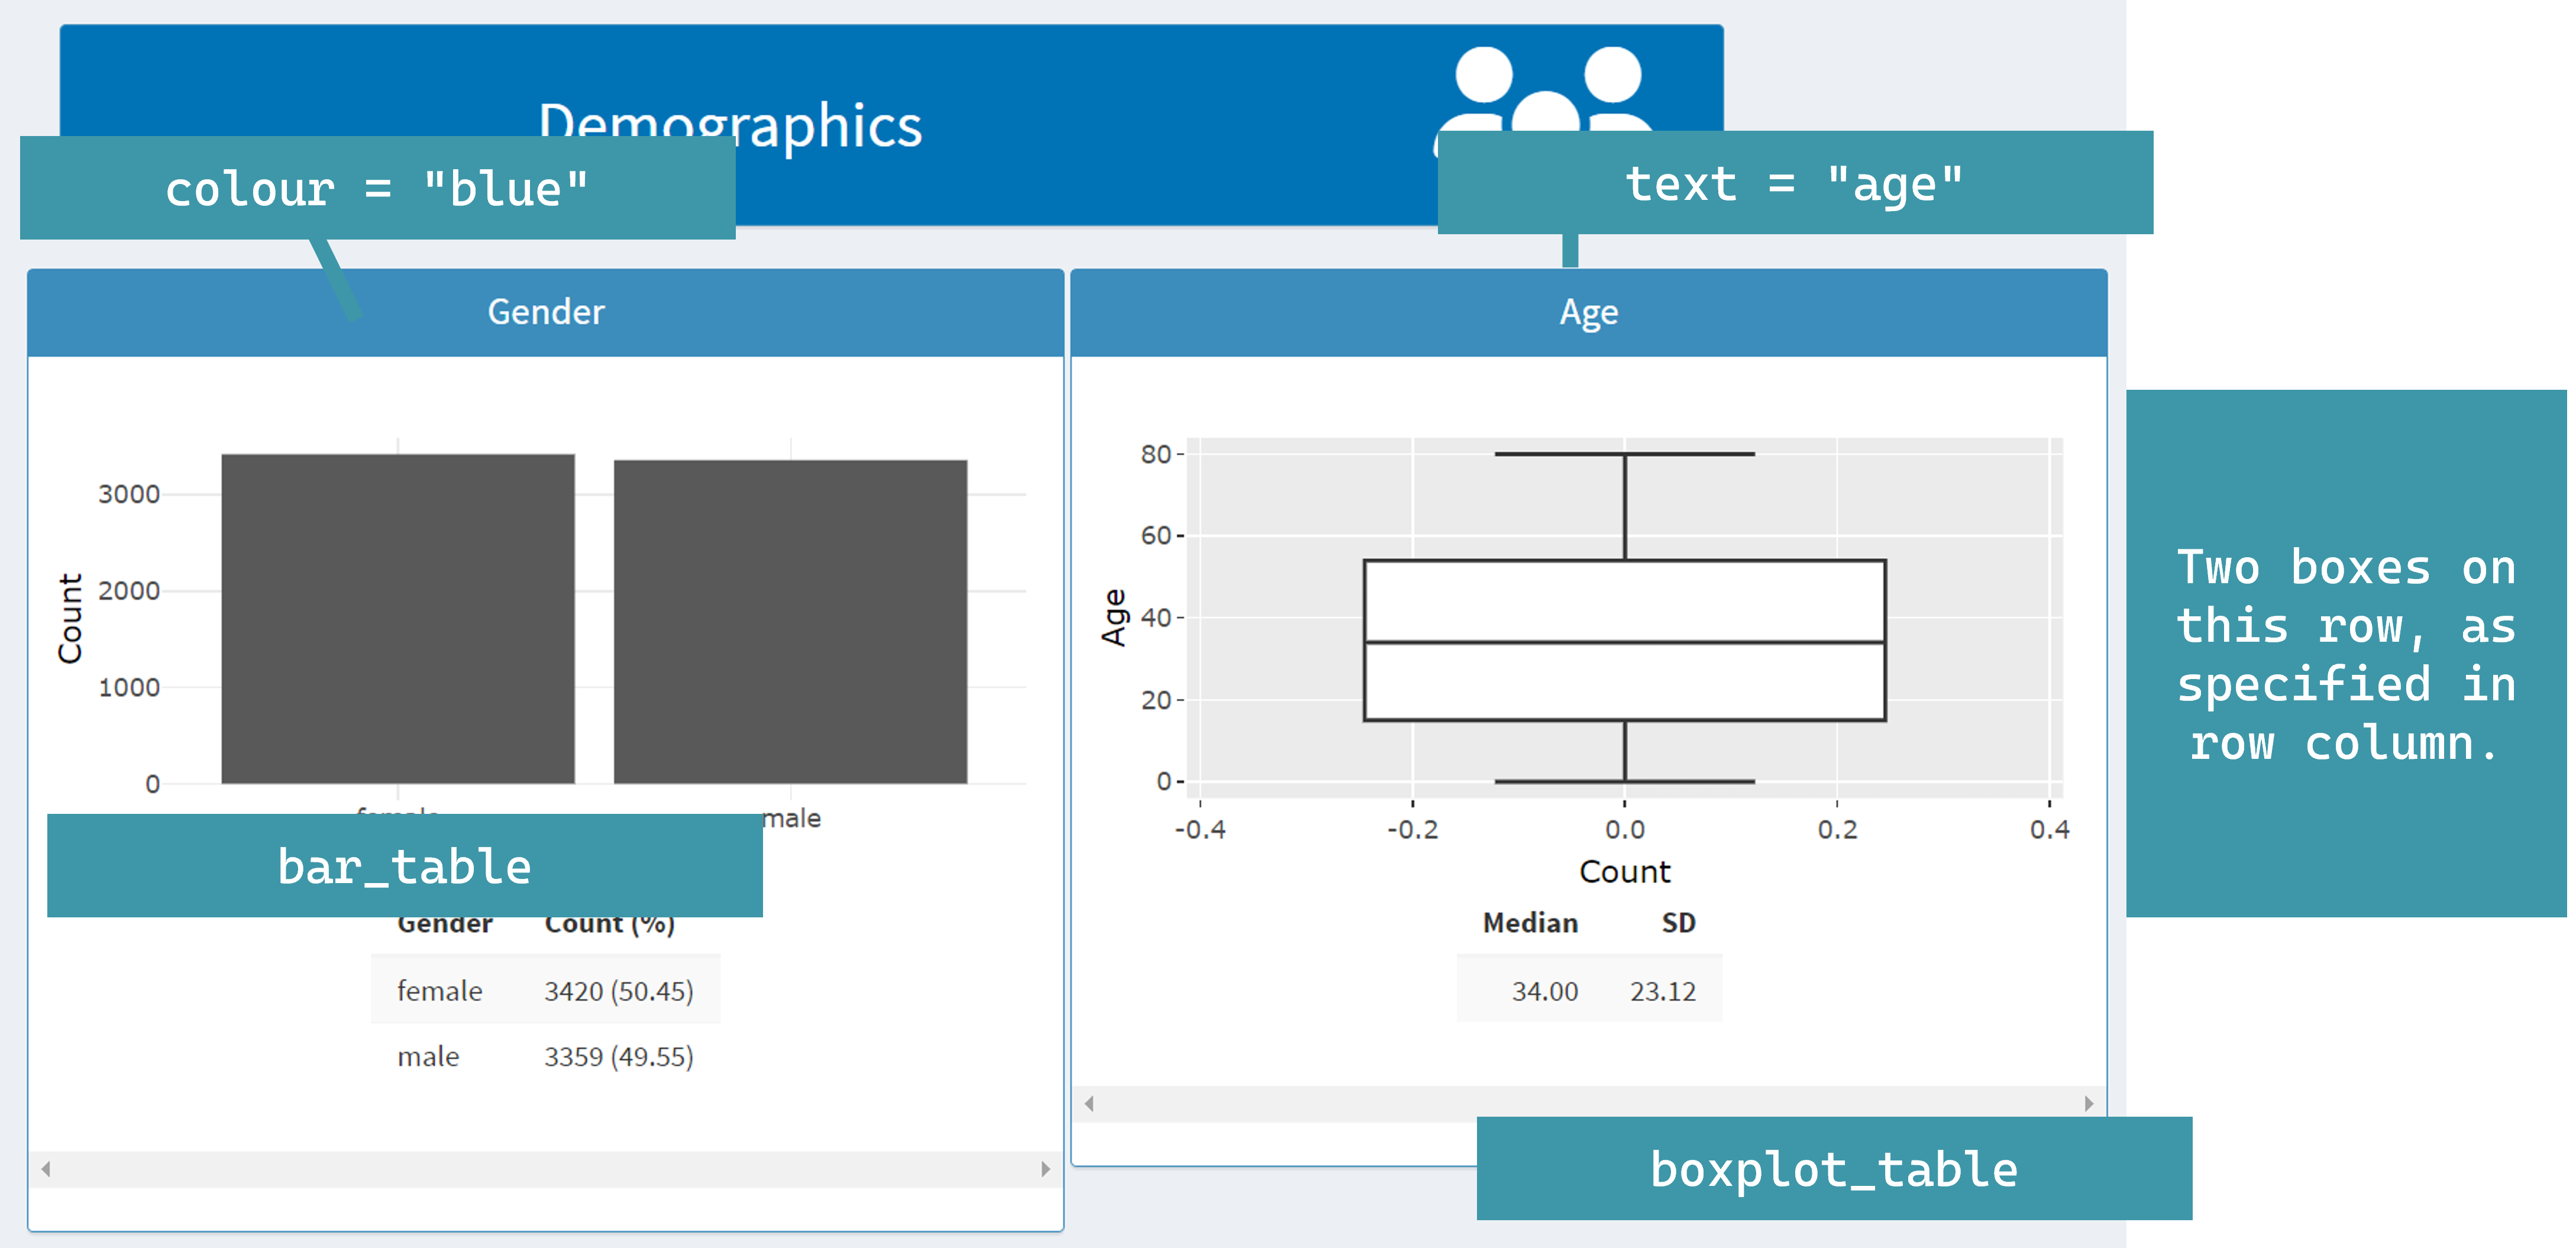 Demographics
colour = "blue"
text = "age"
Gender
Age
3000
2000
1000
0
Count
male
bar_table
Gender Count (%)
female 3420 (50.45)
male 3359 (49.55)
80
60
40
20
0
Age
-0.4 -0.2 0.0 0.2 0.4
Count
Median SD
34.00 23.12
boxplot_table
Two boxes on
this row, as
specified in
row column.